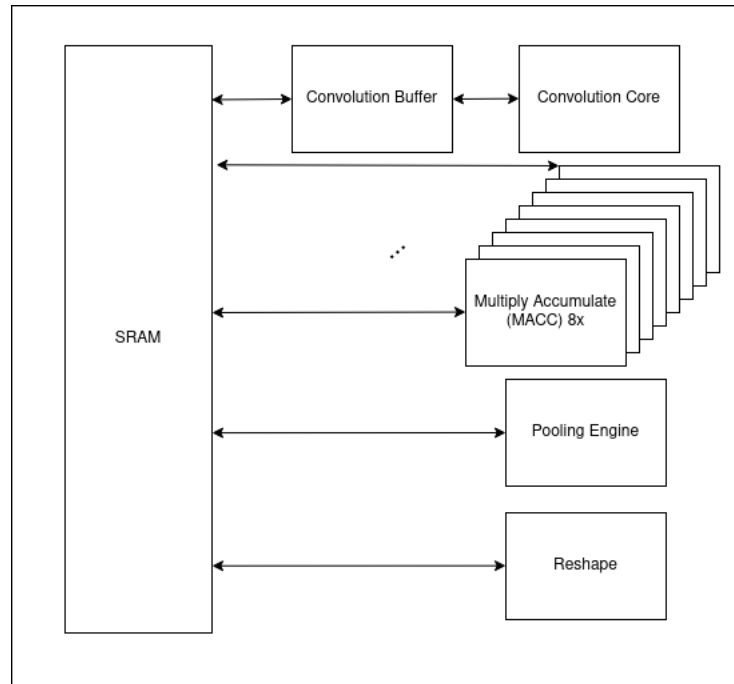 Convolution Buffer
Convolution Core
Multiply Accumulate
(MACC) 8x
SRAM
Pooling Engine
Reshape